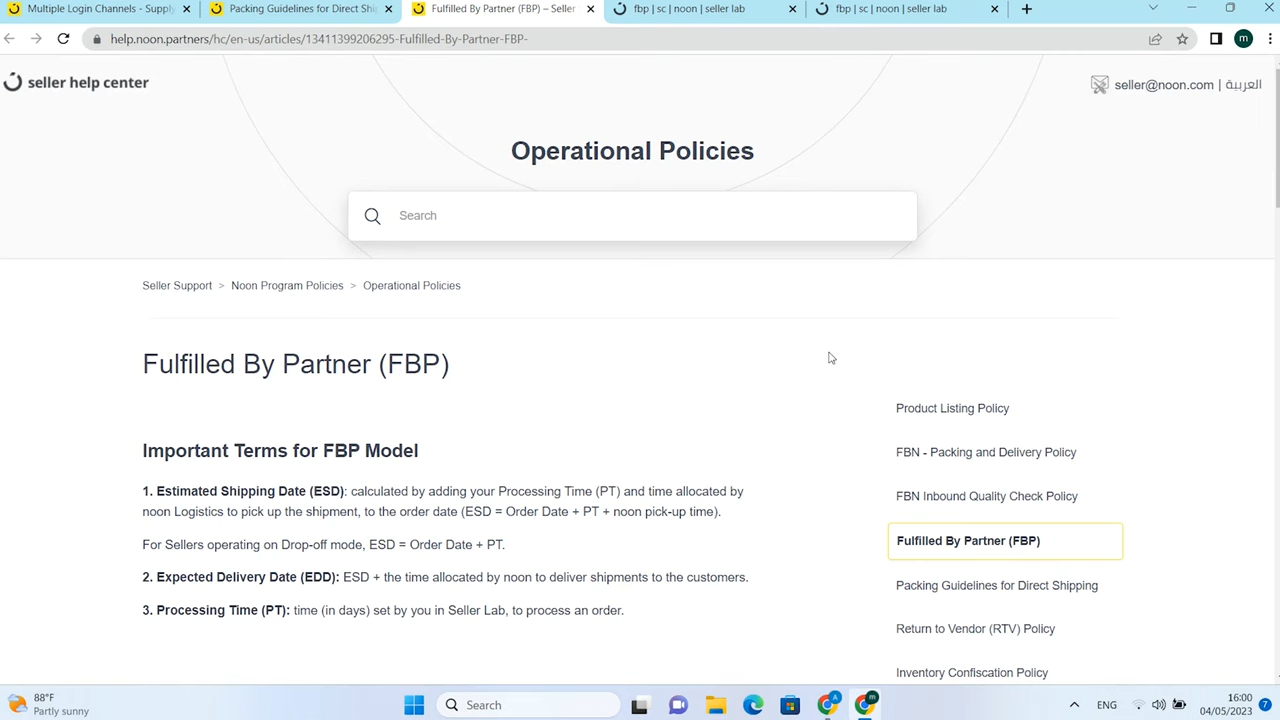 Multiple Login Channels - Supply
Packing Guidelines for Direct Shi
Fulfilled By Partner (FBP) – Seller
fbp | sc | noon | seller lab
fbp | sc | noon | seller lab
help.noon.partners/hc/en-us/articles/13411399206295-Fulfilled-By-Partner-FBP-
m
seller help center
seller@noon.com | العربية
Operational Policies
Search
Seller Support > Noon Program Policies > Operational Policies
Fulfilled By Partner (FBP)
Important Terms for FBP Model
1. Estimated Shipping Date (ESD): calculated by adding your Processing Time (PT) and time allocated by
noon Logistics to pick up the shipment, to the order date (ESD = Order Date + PT + noon pick-up time).
For Sellers operating on Drop-off mode, ESD = Order Date + PT.
2. Expected Delivery Date (EDD): ESD + the time allocated by noon to deliver shipments to the customers.
3. Processing Time (PT): time (in days) set by you in Seller Lab, to process an order.
Product Listing Policy
FBN - Packing and Delivery Policy
FBN Inbound Quality Check Policy
Fulfilled By Partner (FBP)
Packing Guidelines for Direct Shipping
Return to Vendor (RTV) Policy
Inventory Confiscation Policy
88°F
Partly sunny
Search
A
m
ENG
16:00
04/05/2023
7